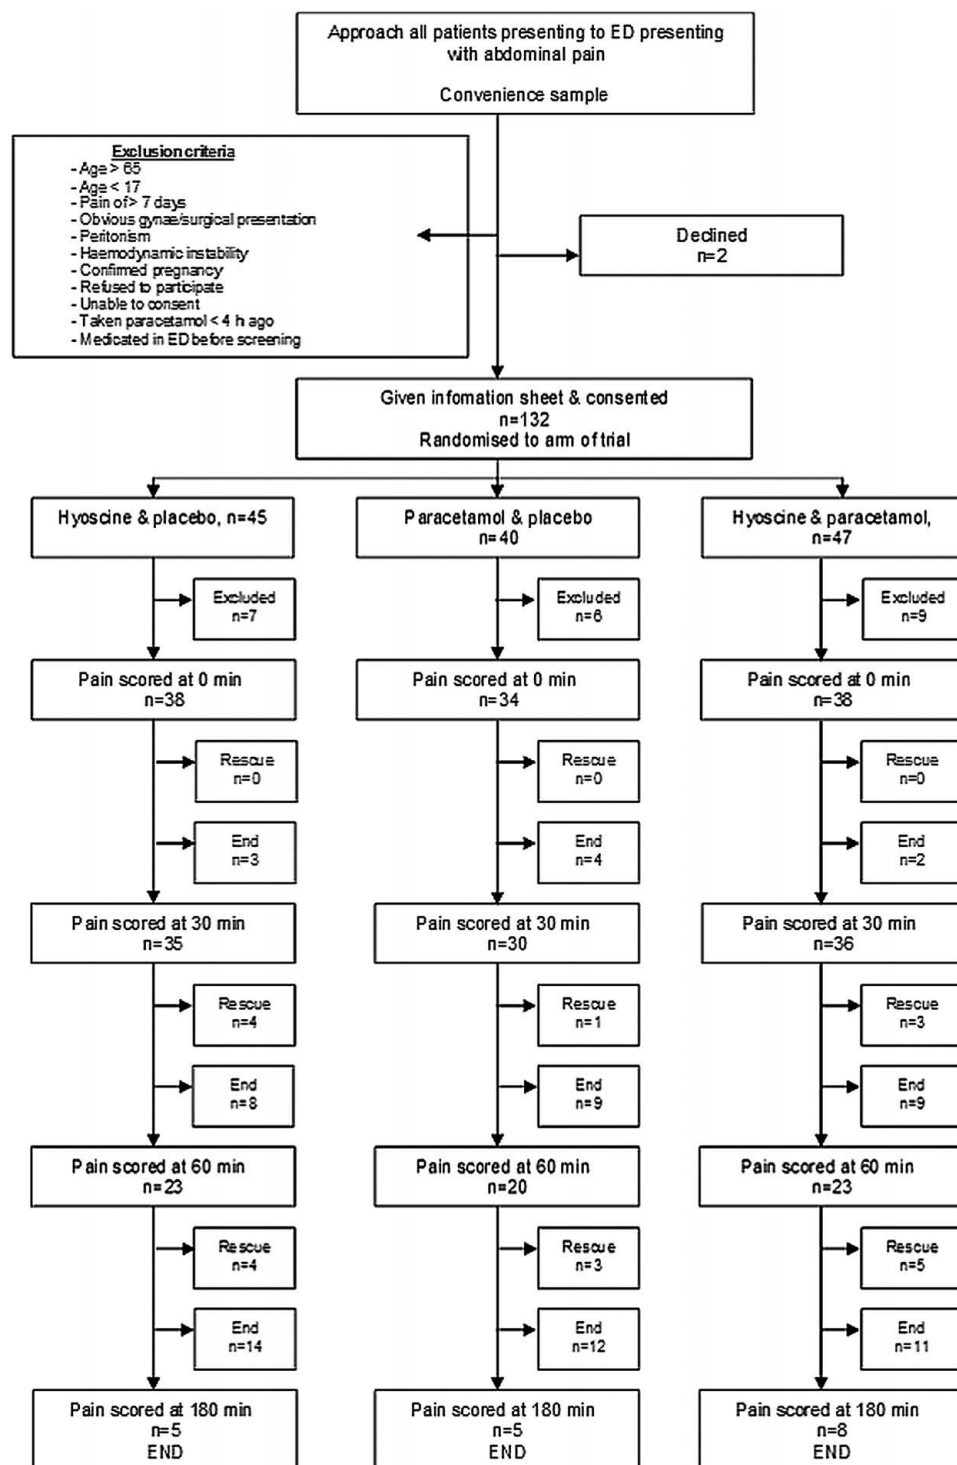 Approach all patients presenting to ED presenting
with abdominal pain
Convenience sample
Exclusion criteria
- Age > 65
- Age < 17
- Pain of > 7 days
- Obvious gynae/surgical presentation
- Peritonism
- Haemodynamic instability
- Confirmed pregnancy
- Refused to participate
- Unable to consent
- Taken paracetamol < 4 h ago
- Medicated in ED before screening
Declined
n=2
Given infomation sheet & consented
n=132
Randomised to arm of trial
Hyoscine & placebo, n=45
Paracetamol & placebo
n=40
Hyoscine & paracetamol,
n=47
Excluded
n=7
Excluded
n=6
Excluded
n=9
Pain scored at 0 min
n=38
Pain scored at 0 min
n=34
Pain scored at 0 min
n=38
Rescue
n=0
Rescue
n=0
Rescue
n=0
End
n=3
End
n=4
End
n=2
Pain scored at 30 min
n=35
Pain scored at 30 min
n=30
Pain scored at 30 min
n=36
Rescue
n=4
Rescue
n=1
Rescue
n=3
End
n=8
End
n=9
End
n=9
Pain scored at 60 min
n=23
Pain scored at 60 min
n=20
Pain scored at 60 min
n=23
Rescue
n=4
Rescue
n=3
Rescue
n=5
End
n=14
End
n=12
End
n=11
Pain scored at 180 min
n=5
END
Pain scored at 180 min
n=5
END
Pain scored at 180 min
n=8
END